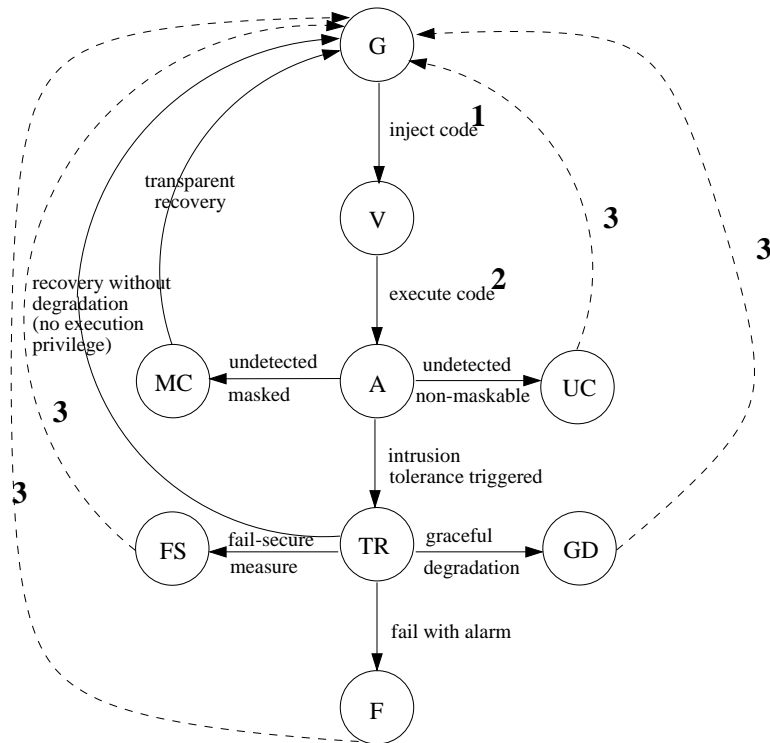 G
inject code 1
transparent
recovery
V
3
3
recovery without
degradation
(no execution
privilege)
execute code 2
undetected
masked
MC
A
undetected
non-maskable
UC
3
intrusion
tolerance triggered
3
FS
fail-secure
measure
TR
graceful
degradation
GD
fail with alarm
F